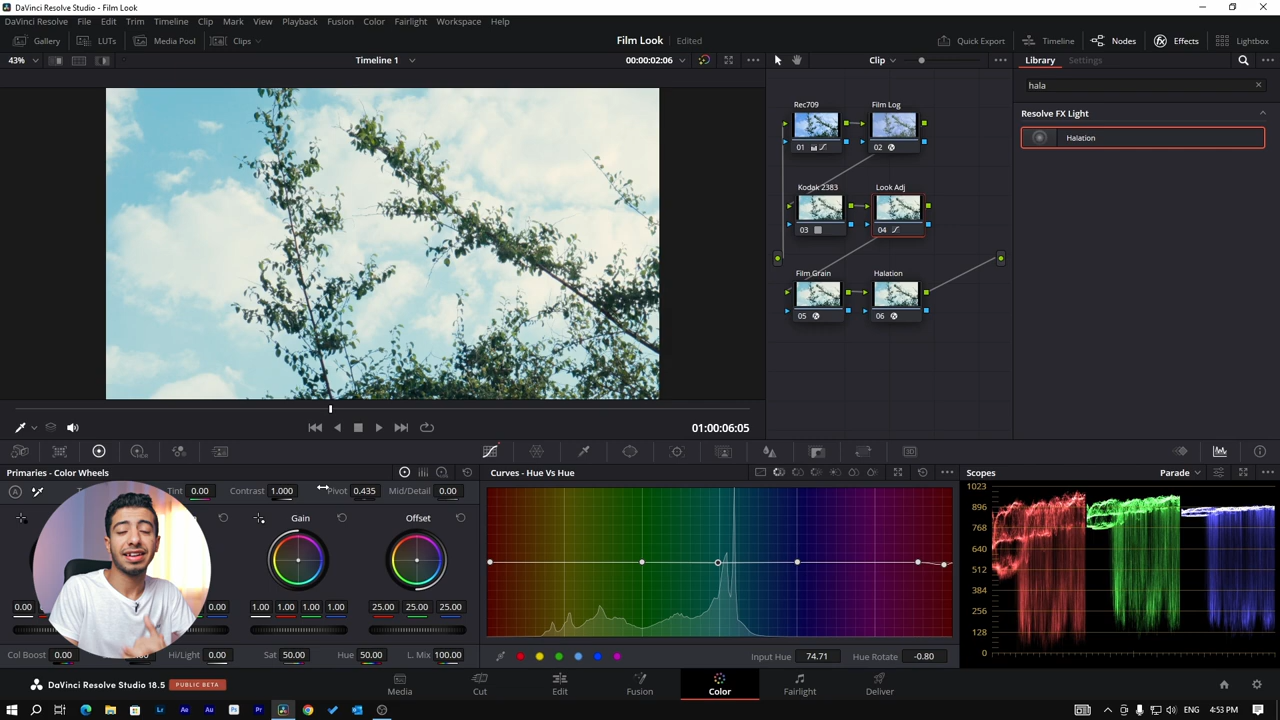 DaVinci Resolve Studio - Film Look
DaVinci Resolve File Edit Trim Timeline Clip Mark View Playback Fusion Color Fairlight Workspace Help
Gallery LUTs Media Pool Clips Film Look Edited Quick Export Timeline Nodes Effects Lightbox
43% Timeline 1 00:00:02:06 Clip Library Settings
hala
Resolve FX Light
Halation
Rec709 Film Log
01 02
Kodak 2383 Look Adj
03 04
Film Grain Halation
05 06
01:00:06:05
Primaries - Color Wheels Curves - Hue Vs Hue Scopes Parade
Tint 0.00 Contrast 1.000 Pivot 0.435 Mid/Detail 0.00
Gain Offset
0.00 0.00 1.00 1.00 1.00 1.00 25.00 25.00 25.00
Col Boost 0.00 Hi/Light 0.00 Sat 50.00 Hue 50.00 L. Mix 100.00
Input Hue 74.71 Hue Rotate -0.80
1023
896
768
640
512
384
256
128
0
DaVinci Resolve Studio 18.5 PUBLIC BETA Media Cut Edit Fusion Color Fairlight Deliver
Lr Ae Au Ps Pr ENG 4:53 PM